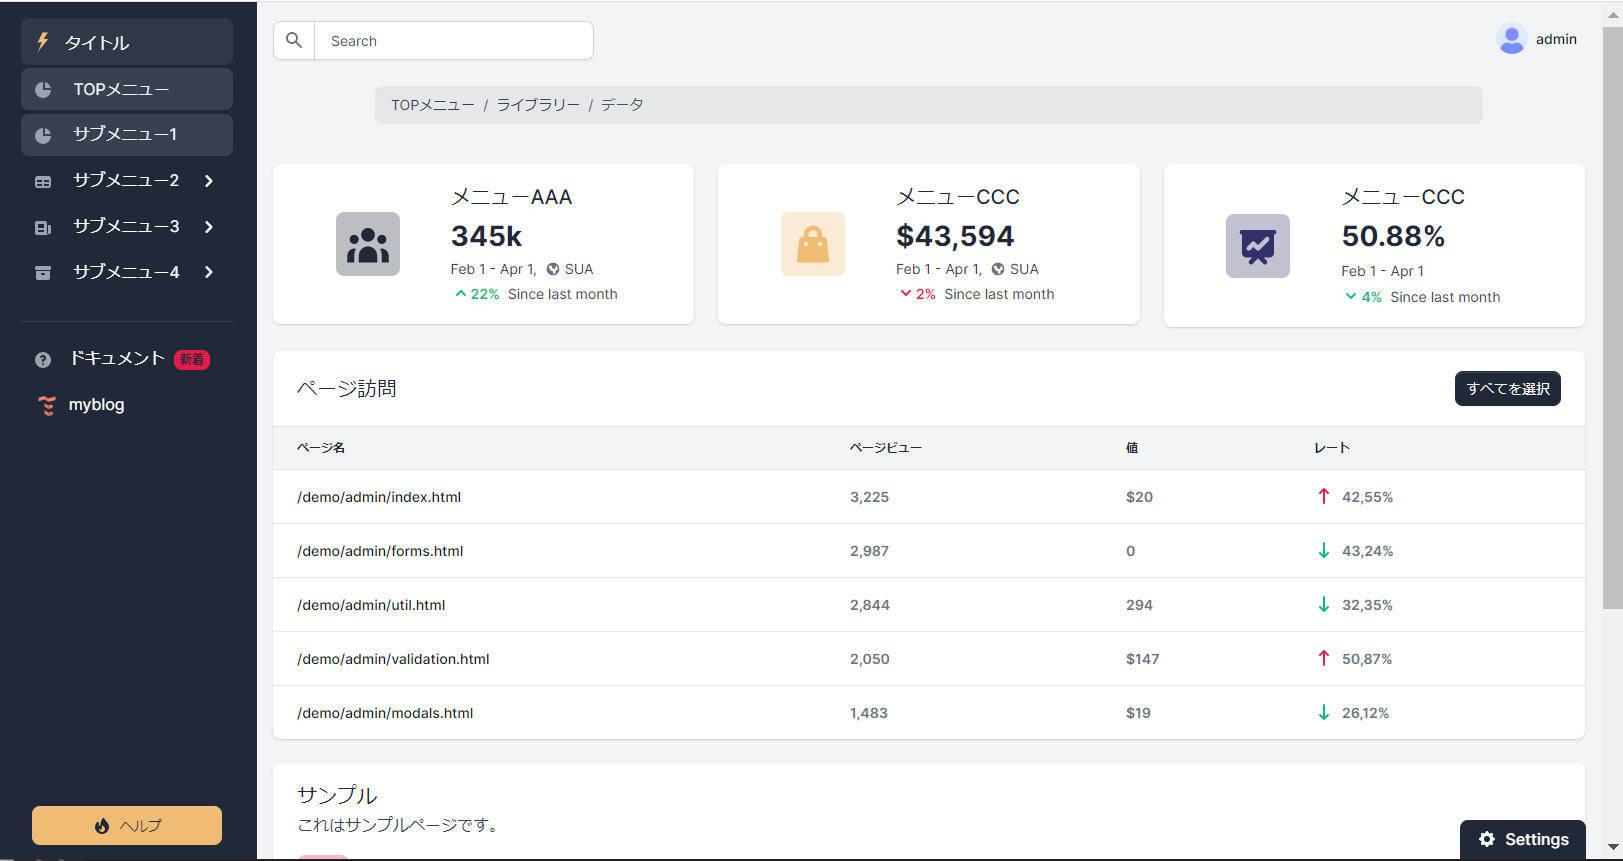 タイトル
TOPメニュー
サブメニュー1
サブメニュー2
サブメニュー3
サブメニュー4
ドキュメント 新着
myblog
ヘルプ
Search
admin
TOPメニュー / ライブラリー / データ
メニューAAA
345k
Feb 1 - Apr 1, SUA
22% Since last month
メニューCCC
$43,594
Feb 1 - Apr 1, SUA
2% Since last month
メニューCCC
50.88%
Feb 1 - Apr 1
4% Since last month
ページ訪問
すべてを選択
ページ名 ページビュー 値 レート
/demo/admin/index.html 3,225 $20 42,55%
/demo/admin/forms.html 2,987 0 43,24%
/demo/admin/util.html 2,844 294 32,35%
/demo/admin/validation.html 2,050 $147 50,87%
/demo/admin/modals.html 1,483 $19 26,12%
サンプル
これはサンプルページです。
Settings